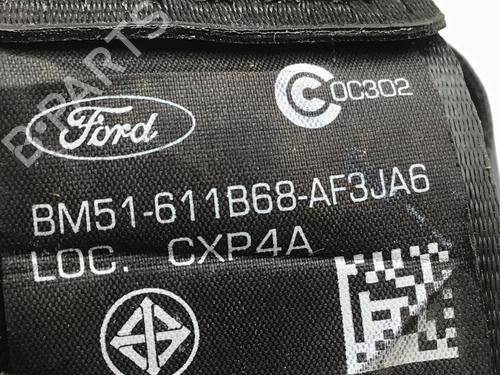 B-PARTS
Ford
C 0C302
BM51-611B68-AF3JA6
LOC. CXP4A